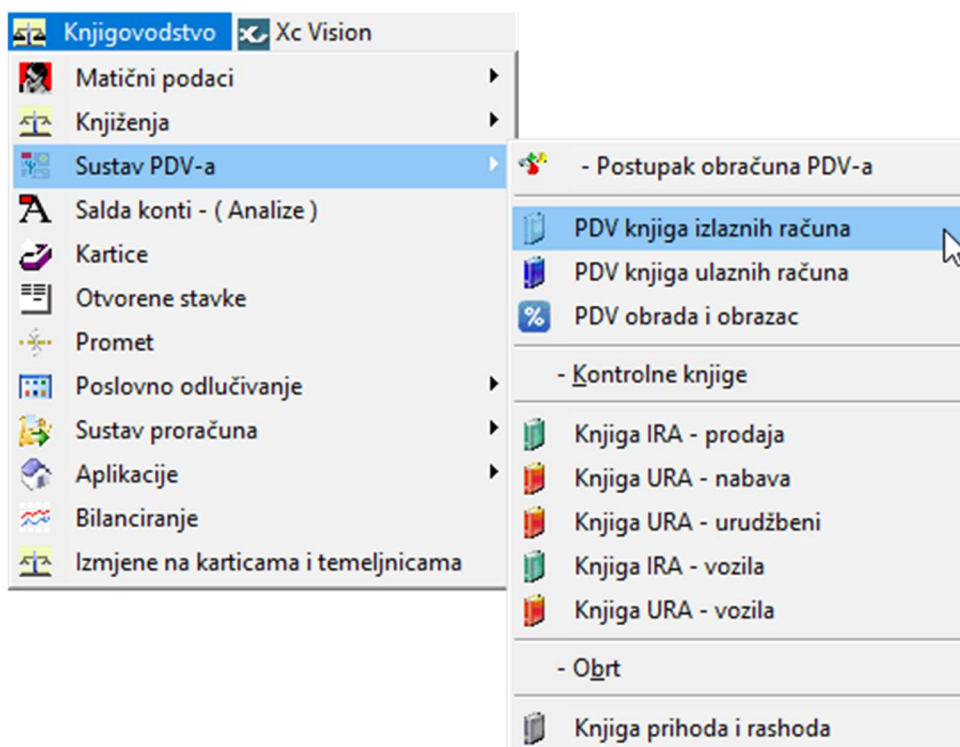 Knjigovodstvo Xc Vision
Matični podaci
Knjiženja
Sustav PDV-a
Salda konti - ( Analize )
Kartice
Otvorene stavke
Promet
Poslovno odlučivanje
Sustav proračuna
Aplikacije
Bilanciranje
Izmjene na karticama i temeljnicama
- Postupak obračuna PDV-a
PDV knjiga izlaznih računa
PDV knjiga ulaznih računa
% PDV obrada i obrazac
- Kontrolne knjige
Knjiga IRA - prodaja
Knjiga URA - nabava
Knjiga URA - urudžbeni
Knjiga IRA - vozila
Knjiga URA - vozila
- Obrt
Knjiga prihoda i rashoda